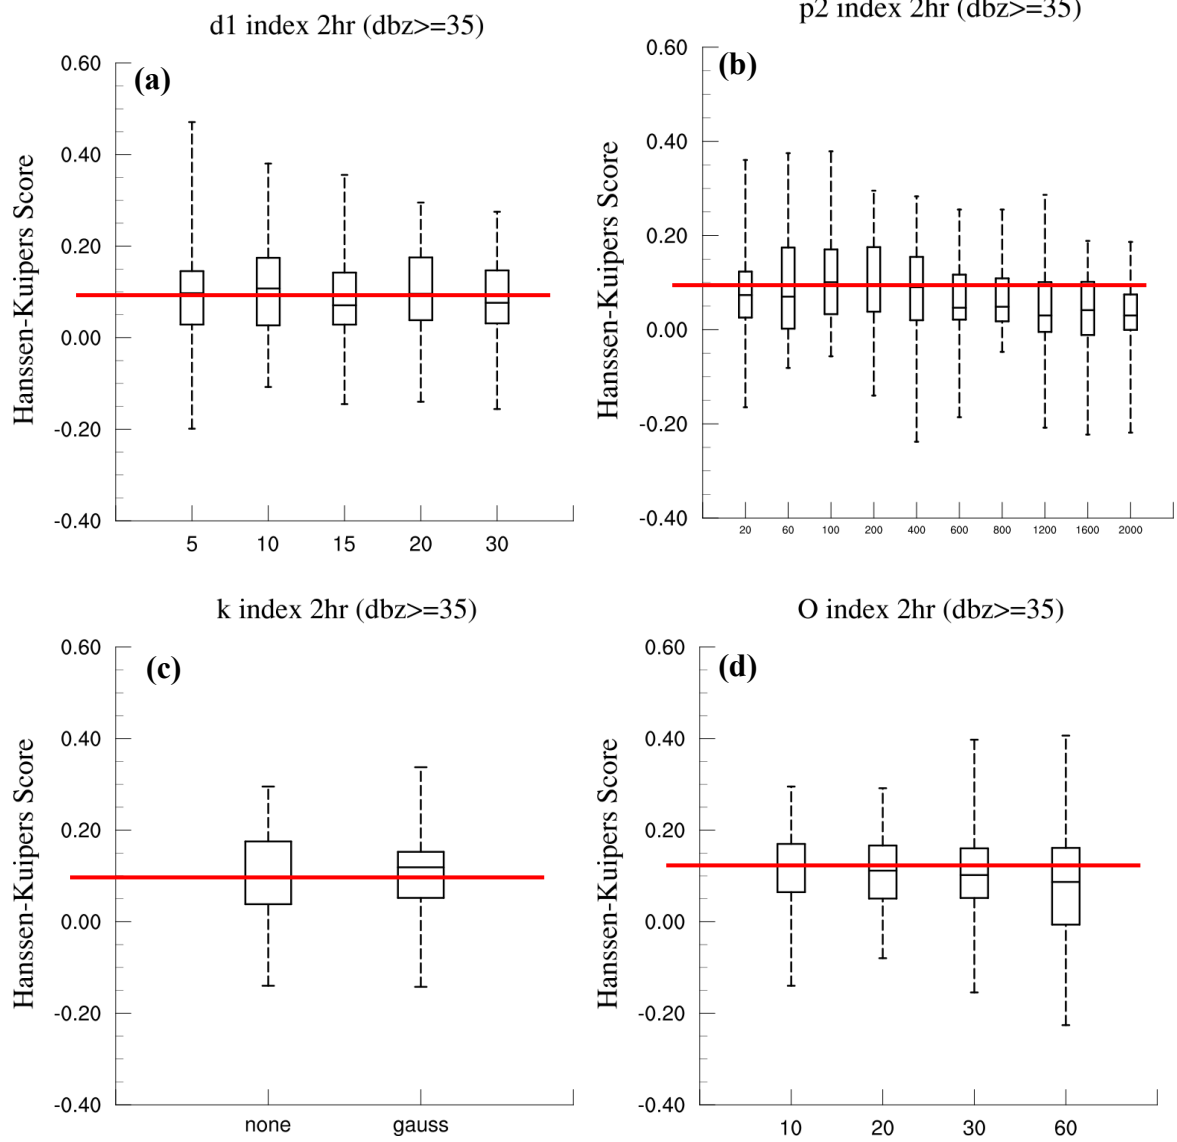 d1 index 2hr (dbz>=35)
(a)
Hanssen-Kuipers Score
0.60
0.40
0.20
0.00
-0.20
-0.40
5 10 15 20 30
p2 index 2hr (dbz>=35)
(b)
Hanssen-Kuipers Score
0.60
0.40
0.20
0.00
-0.20
-0.40
20 60 100 200 400 600 800 1200 1600 2000
k index 2hr (dbz>=35)
(c)
Hanssen-Kuipers Score
0.60
0.40
0.20
0.00
-0.20
-0.40
none gauss
O index 2hr (dbz>=35)
(d)
Hanssen-Kuipers Score
0.60
0.40
0.20
0.00
-0.20
-0.40
10 20 30 60